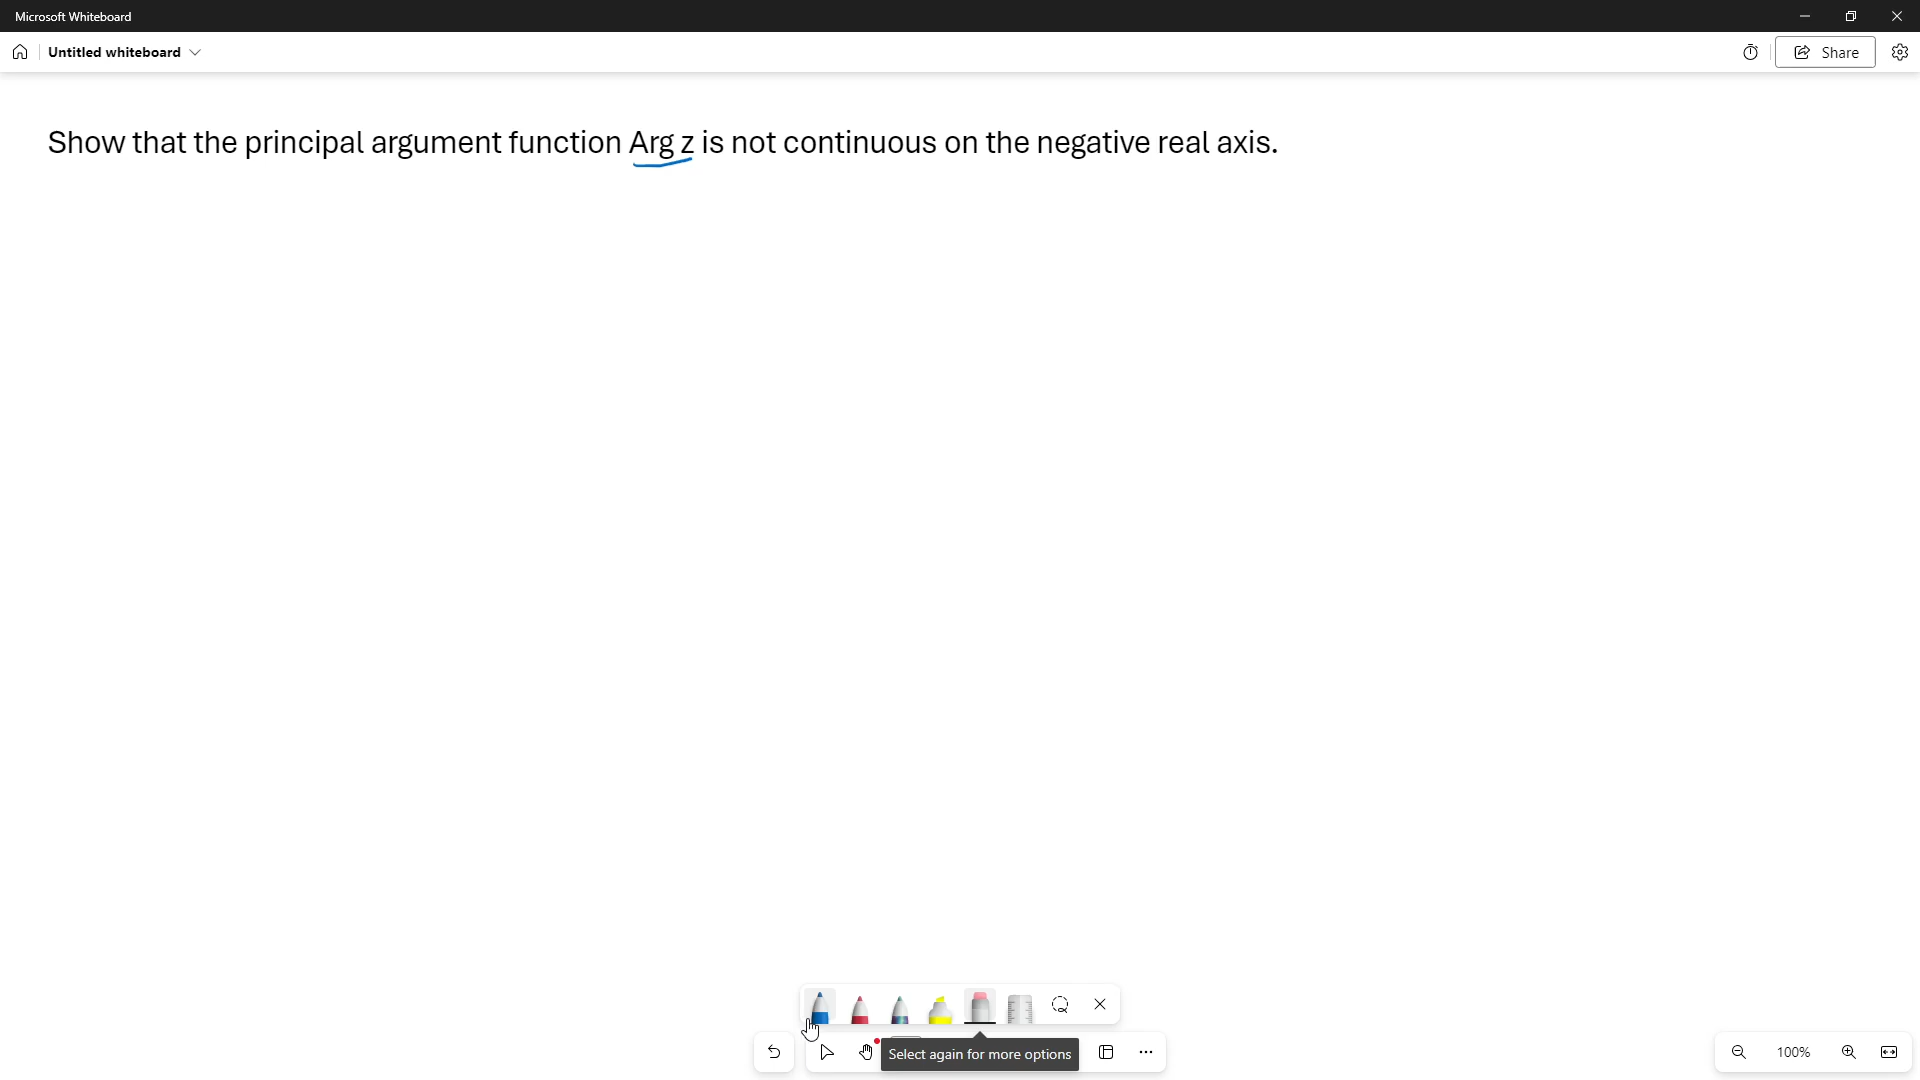 Microsoft Whiteboard
Untitled whiteboard
Share
Show that the principal argument function Arg z is not continuous on the negative real axis.
Select again for more options
100%